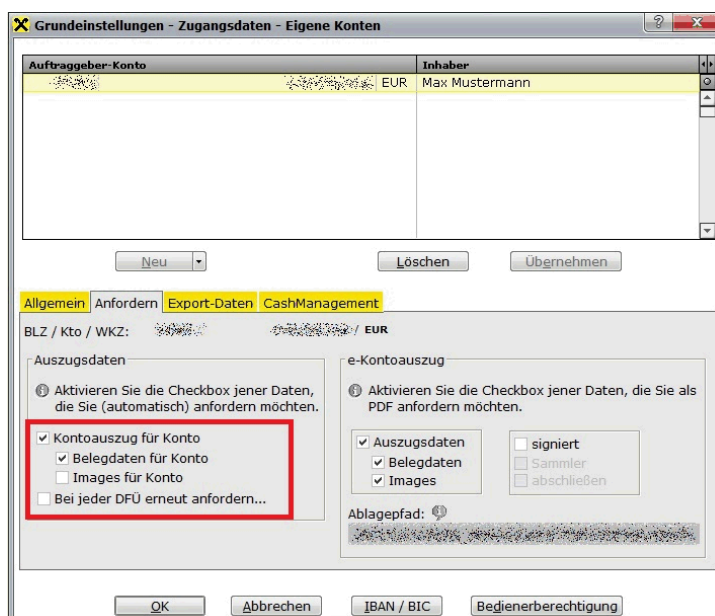 Grundeinstellungen - Zugangsdaten - Eigene Konten
Auftraggeber-Konto Inhaber
EUR Max Mustermann
Neu Löschen Übernehmen
Allgemein Anfordern Export-Daten CashManagement
BLZ / Kto / WKZ: / EUR
Auszugsdaten
Aktivieren Sie die Checkbox jener Daten,
die Sie (automatisch) anfordern möchten.
Kontoauszug für Konto
Belegdaten für Konto
Images für Konto
Bei jeder DFÜ erneut anfordern...
e-Kontoauszug
Aktivieren Sie die Checkbox jener Daten, die Sie als
PDF anfordern möchten.
Auszugsdaten
Belegdaten
Images
signiert
Sammler
abschließen
Ablagepfad:
OK Abbrechen IBAN / BIC Bedienerberechtigung